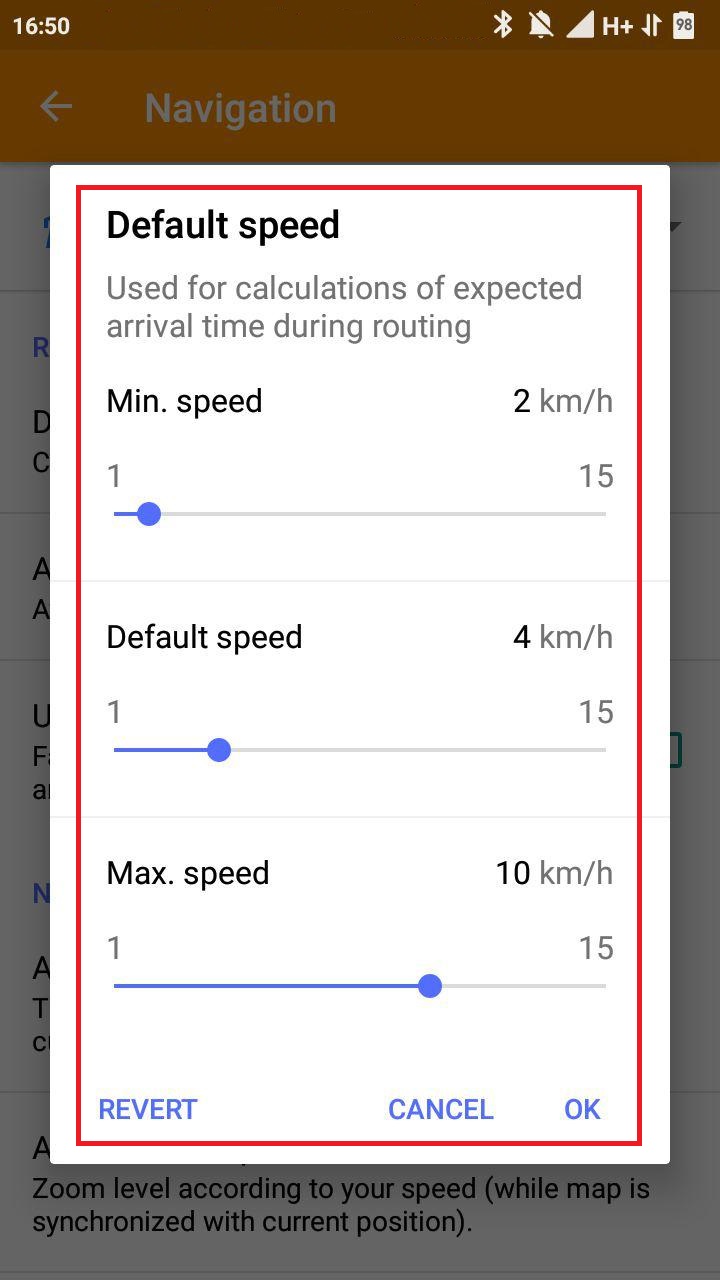 16:50
H+
98
Navigation
Default speed
Used for calculations of expected
arrival time during routing
Min. speed 2 km/h
1 15
Default speed 4 km/h
1 15
Max. speed 10 km/h
1 15
REVERT CANCEL OK
Zoom level according to your speed (while map is
synchronized with current position).